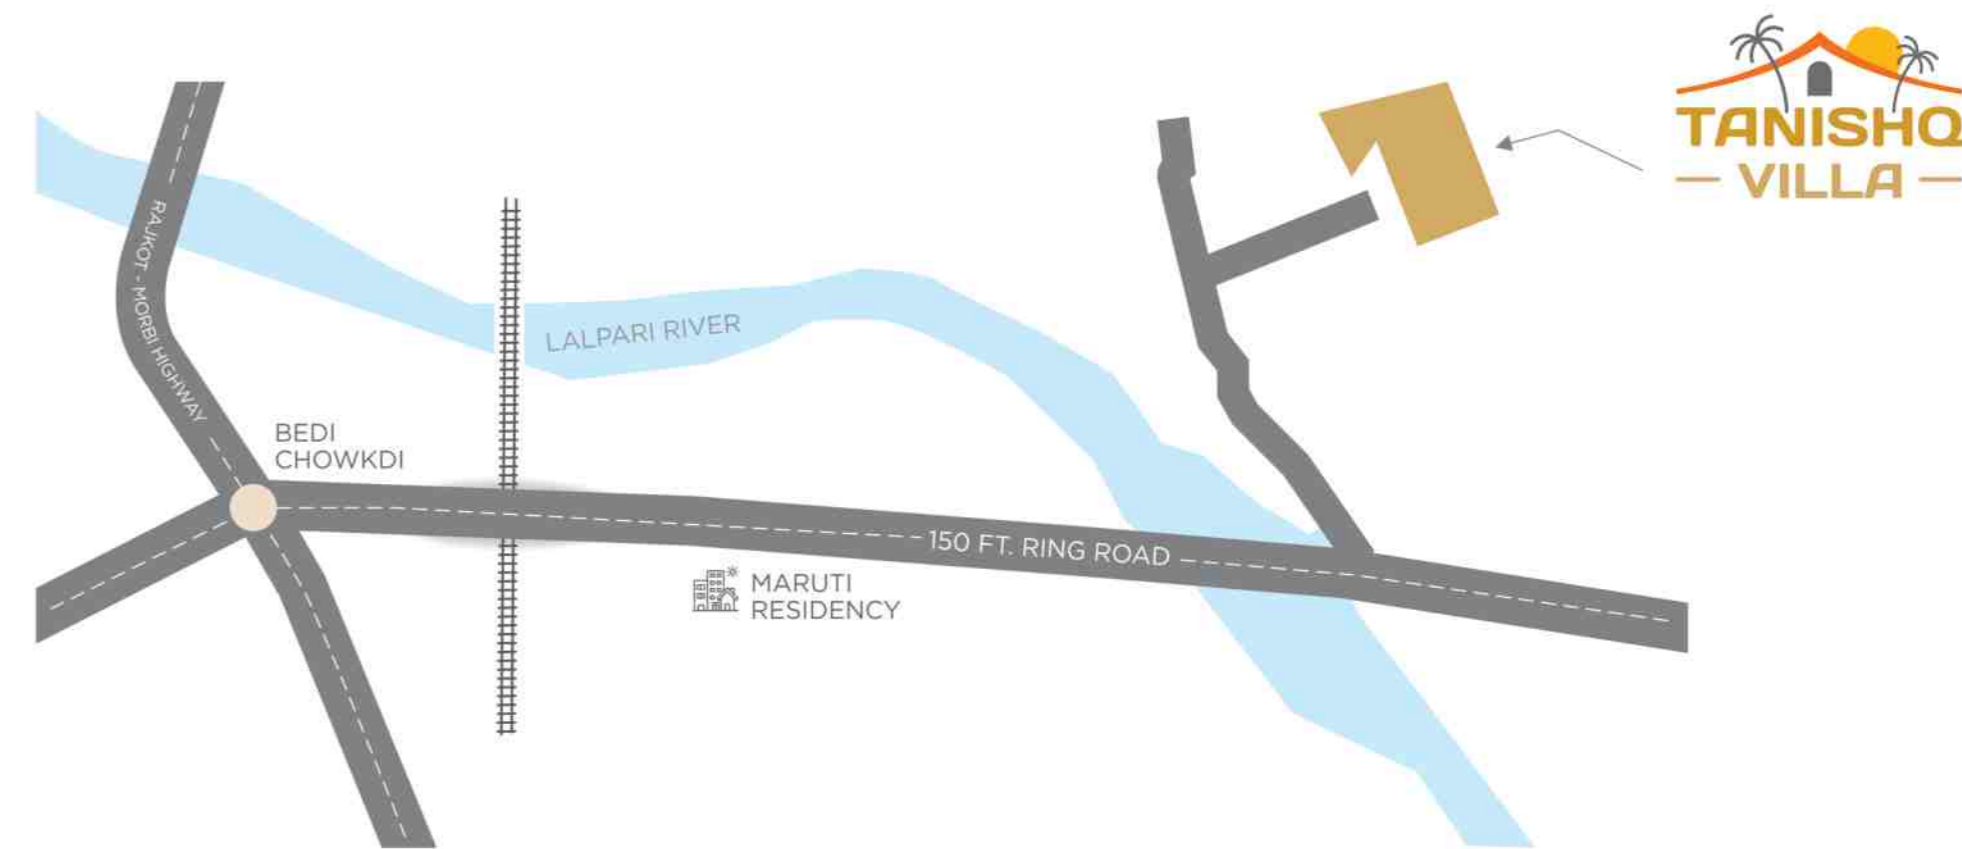 TANISHQ
— VILLA —
RAJKOT - MORBI HIGHWAY
LALPARI RIVER
BEDI
CHOWKDI
150 FT. RING ROAD
MARUTI
RESIDENCY